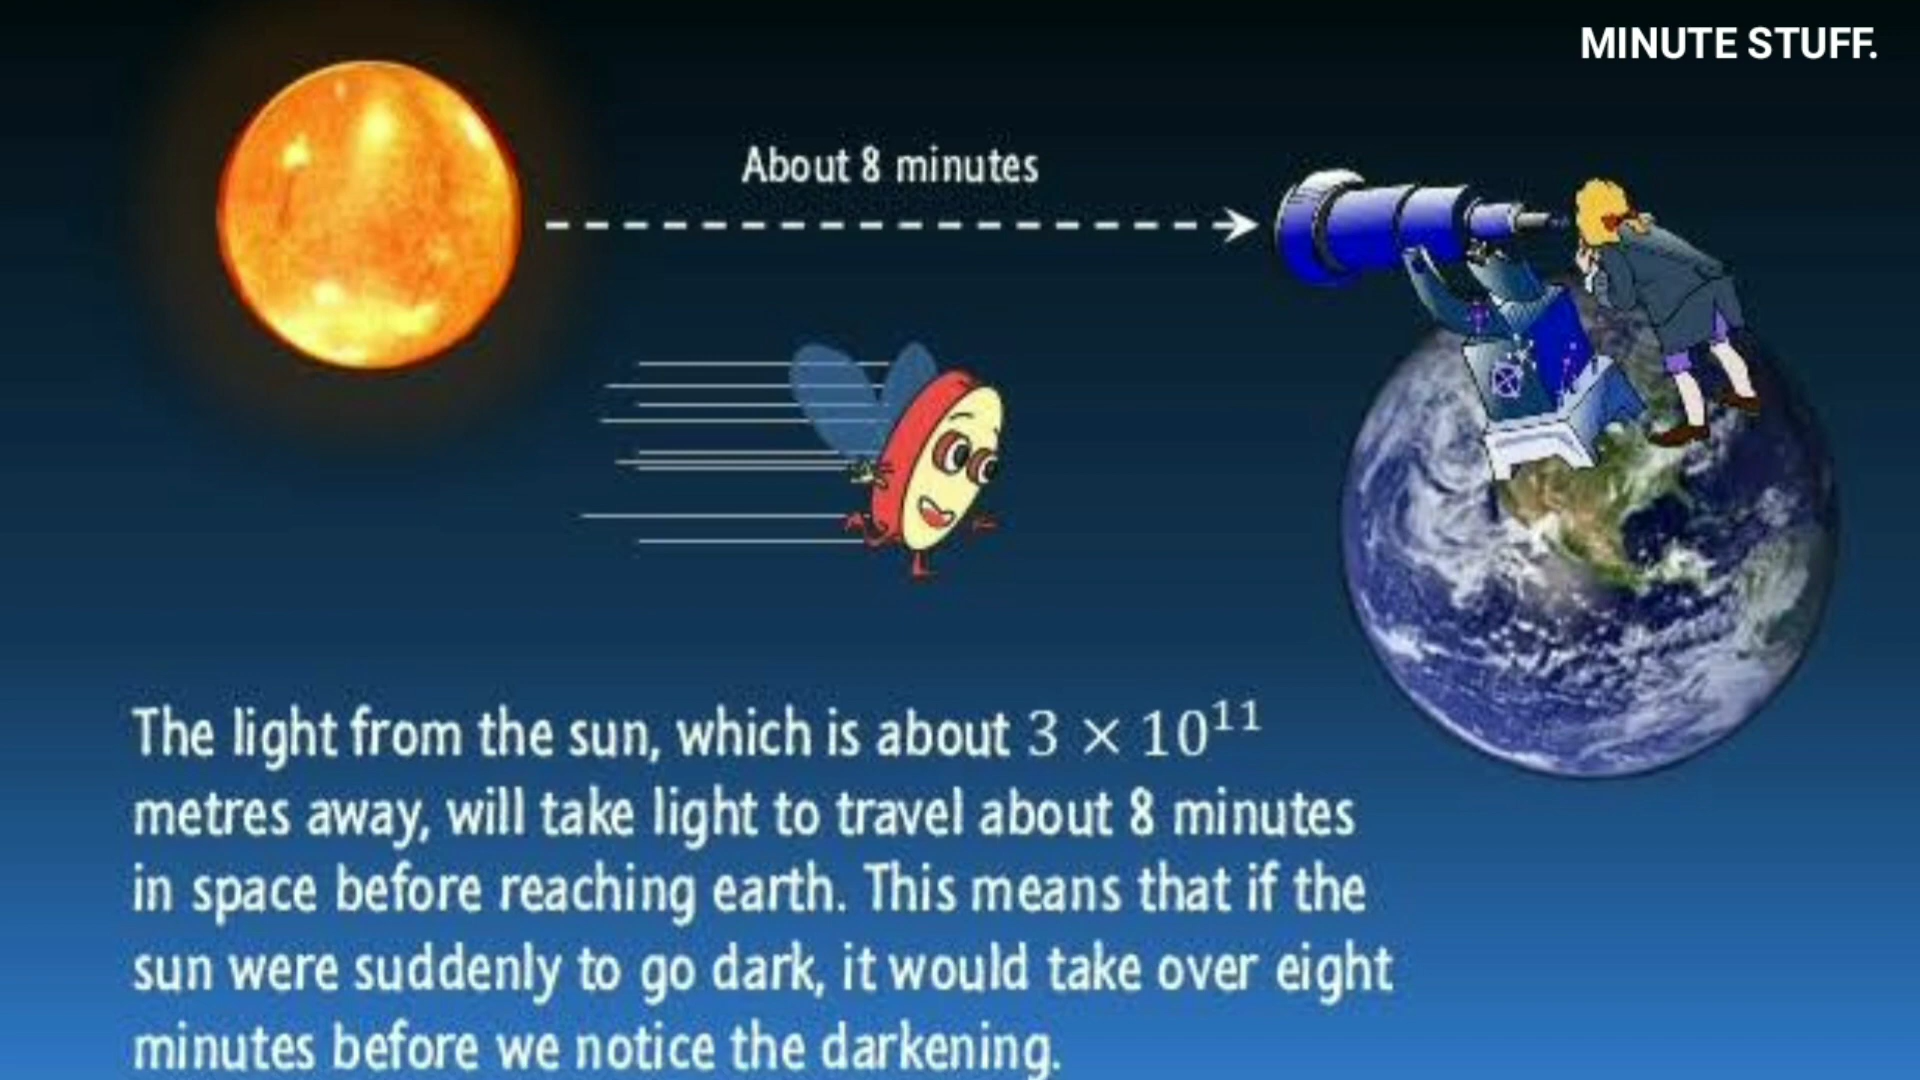 MINUTE STUFF.
About 8 minutes
The light from the sun, which is about 3 × 10¹¹
metres away, will take light to travel about 8 minutes
in space before reaching earth. This means that if the
sun were suddenly to go dark, it would take over eight
minutes before we notice the darkening.